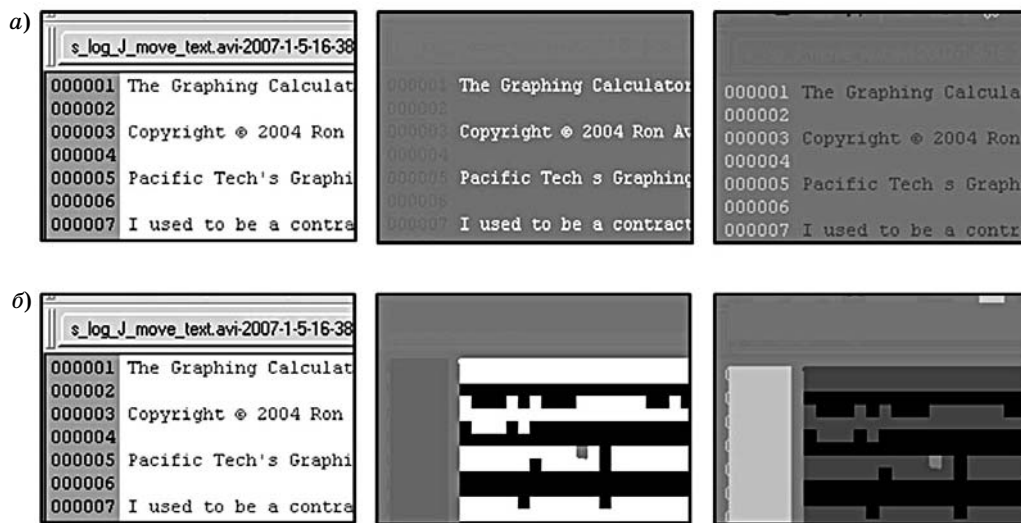 а)
s_log_J_move_text.avi-2007-1-5-16-38
000001 The Graphing Calculat
000002
000003 Copyright © 2004 Ron
000004
000005 Pacific Tech's Graphi
000006
000007 I used to be a contra
000001 The Graphing Calculator
000002
000003 Copyright © 2004 Ron Av
000004
000005 Pacific Tech s Graphing
000006
000007 I used to be a contract
000001 The Graphing Calcula
000002
000003 Copyright © 2004 Ron
000004
000005 Pacific Tech s Graph
000006
000007 I used to be a contr
б)
s_log_J_move_text.avi-2007-1-5-16-38
000001 The Graphing Calculat
000002
000003 Copyright © 2004 Ron
000004
000005 Pacific Tech's Graphi
000006
000007 I used to be a contra